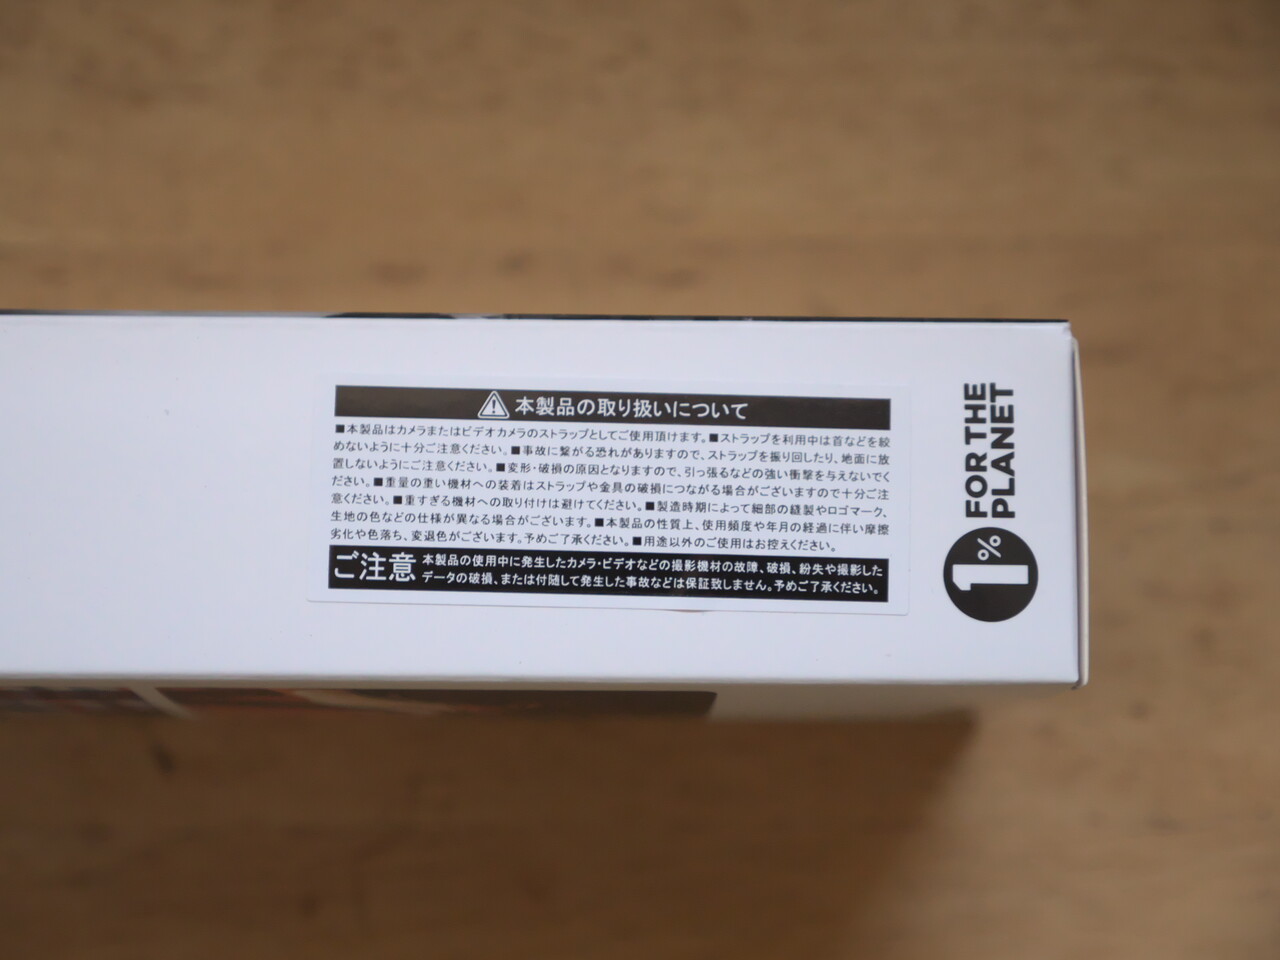 本製品の取り扱いについて
■本製品はカメラまたはビデオカメラのストラップとしてご使用頂けます。■ストラップを利用中は首などを絞
めないように十分ご注意ください。■事故に繋がる恐れがありますので、ストラップを振り回したり、地面に放
置しないようにご注意ください。■変形・破損の原因となりますので、引っ張るなどの強い衝撃を与えないでく
ださい。■重量の重い機材への装着はストラップや金具の破損につながる場合がございますので十分ご注
意ください。■重すぎる機材への取り付けは避けてください。■製造時期によって細部の縫製やロゴマーク、
生地の色などの仕様が異なる場合がございます。■本製品の性質上、使用頻度や年月の経過に伴い摩擦
劣化や色落ち、変退色がございます。予めご了承ください。■用途以外のご使用はお控えください。
ご注意 本製品の使用中に発生したカメラ・ビデオなどの撮影機材の故障、破損、紛失や撮影した
データの破損、または付随して発生した事故などは保証致しません。予めご了承ください。
1%
FOR THE
PLANET